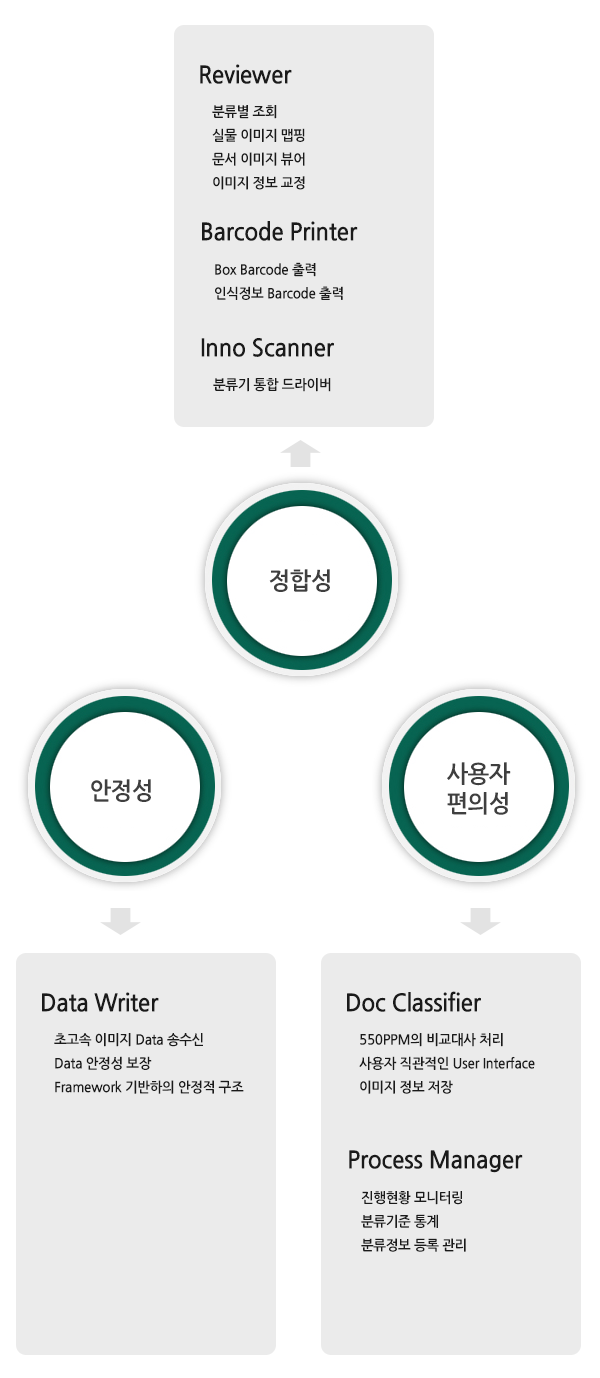 Reviewer
분류별 조회
실물 이미지 맵핑
문서 이미지 뷰어
이미지 정보 교정
Barcode Printer
Box Barcode 출력
인식정보 Barcode 출력
Inno Scanner
분류기 통합 드라이버
정합성
안정성
사용자
편의성
Data Writer
초고속 이미지 Data 송수신
Data 안정성 보장
Framework 기반하의 안정적 구조
Doc Classifier
550PPM의 비교대사 처리
사용자 직관적인 User Interface
이미지 정보 저장
Process Manager
진행현황 모니터링
분류기준 통계
분류정보 등록 관리